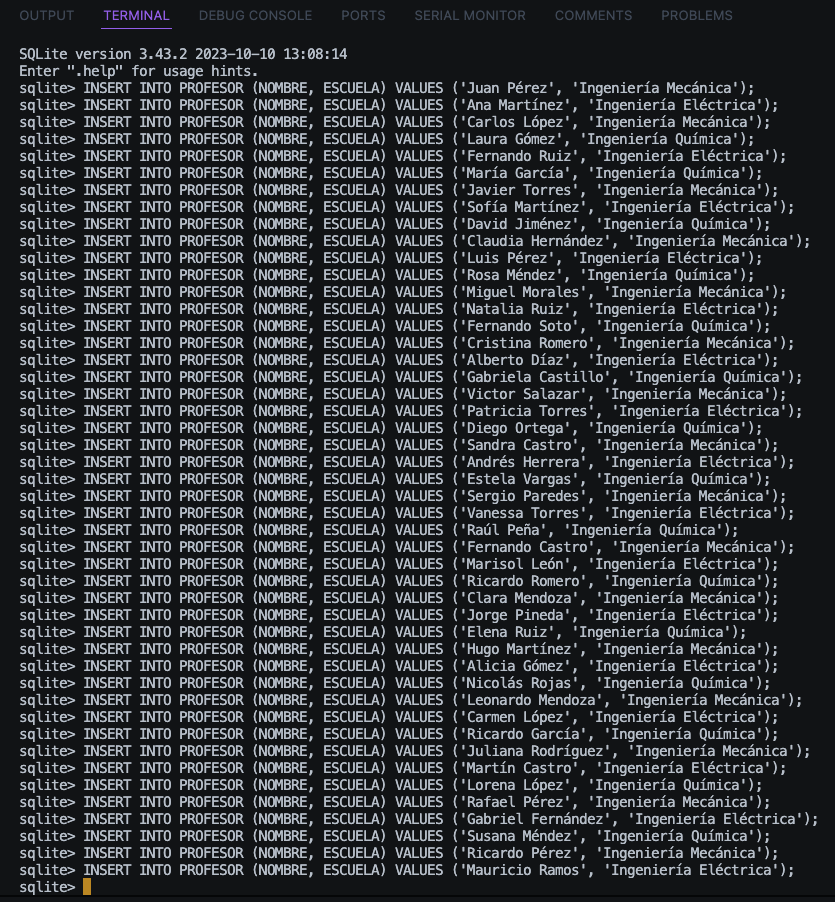 OUTPUT TERMINAL DEBUG CONSOLE PORTS SERIAL MONITOR COMMENTS PROBLEMS
SQLite version 3.43.2 2023-10-10 13:08:14
Enter ".help" for usage hints.
sqlite> INSERT INTO PROFESOR (NOMBRE, ESCUELA) VALUES ('Juan Pérez', 'Ingeniería Mecánica');
sqlite> INSERT INTO PROFESOR (NOMBRE, ESCUELA) VALUES ('Ana Martínez', 'Ingeniería Eléctrica');
sqlite> INSERT INTO PROFESOR (NOMBRE, ESCUELA) VALUES ('Carlos López', 'Ingeniería Mecánica');
sqlite> INSERT INTO PROFESOR (NOMBRE, ESCUELA) VALUES ('Laura Gómez', 'Ingeniería Química');
sqlite> INSERT INTO PROFESOR (NOMBRE, ESCUELA) VALUES ('Fernando Ruiz', 'Ingeniería Eléctrica');
sqlite> INSERT INTO PROFESOR (NOMBRE, ESCUELA) VALUES ('María García', 'Ingeniería Química');
sqlite> INSERT INTO PROFESOR (NOMBRE, ESCUELA) VALUES ('Javier Torres', 'Ingeniería Mecánica');
sqlite> INSERT INTO PROFESOR (NOMBRE, ESCUELA) VALUES ('Sofía Martínez', 'Ingeniería Eléctrica');
sqlite> INSERT INTO PROFESOR (NOMBRE, ESCUELA) VALUES ('David Jiménez', 'Ingeniería Química');
sqlite> INSERT INTO PROFESOR (NOMBRE, ESCUELA) VALUES ('Claudia Hernández', 'Ingeniería Mecánica');
sqlite> INSERT INTO PROFESOR (NOMBRE, ESCUELA) VALUES ('Luis Pérez', 'Ingeniería Eléctrica');
sqlite> INSERT INTO PROFESOR (NOMBRE, ESCUELA) VALUES ('Rosa Méndez', 'Ingeniería Química');
sqlite> INSERT INTO PROFESOR (NOMBRE, ESCUELA) VALUES ('Miguel Morales', 'Ingeniería Mecánica');
sqlite> INSERT INTO PROFESOR (NOMBRE, ESCUELA) VALUES ('Natalia Ruiz', 'Ingeniería Eléctrica');
sqlite> INSERT INTO PROFESOR (NOMBRE, ESCUELA) VALUES ('Fernando Soto', 'Ingeniería Química');
sqlite> INSERT INTO PROFESOR (NOMBRE, ESCUELA) VALUES ('Cristina Romero', 'Ingeniería Mecánica');
sqlite> INSERT INTO PROFESOR (NOMBRE, ESCUELA) VALUES ('Alberto Díaz', 'Ingeniería Eléctrica');
sqlite> INSERT INTO PROFESOR (NOMBRE, ESCUELA) VALUES ('Gabriela Castillo', 'Ingeniería Química');
sqlite> INSERT INTO PROFESOR (NOMBRE, ESCUELA) VALUES ('Victor Salazar', 'Ingeniería Mecánica');
sqlite> INSERT INTO PROFESOR (NOMBRE, ESCUELA) VALUES ('Patricia Torres', 'Ingeniería Eléctrica');
sqlite> INSERT INTO PROFESOR (NOMBRE, ESCUELA) VALUES ('Diego Ortega', 'Ingeniería Química');
sqlite> INSERT INTO PROFESOR (NOMBRE, ESCUELA) VALUES ('Sandra Castro', 'Ingeniería Mecánica');
sqlite> INSERT INTO PROFESOR (NOMBRE, ESCUELA) VALUES ('Andrés Herrera', 'Ingeniería Eléctrica');
sqlite> INSERT INTO PROFESOR (NOMBRE, ESCUELA) VALUES ('Estela Vargas', 'Ingeniería Química');
sqlite> INSERT INTO PROFESOR (NOMBRE, ESCUELA) VALUES ('Sergio Paredes', 'Ingeniería Mecánica');
sqlite> INSERT INTO PROFESOR (NOMBRE, ESCUELA) VALUES ('Vanessa Torres', 'Ingeniería Eléctrica');
sqlite> INSERT INTO PROFESOR (NOMBRE, ESCUELA) VALUES ('Raúl Peña', 'Ingeniería Química');
sqlite> INSERT INTO PROFESOR (NOMBRE, ESCUELA) VALUES ('Fernando Castro', 'Ingeniería Mecánica');
sqlite> INSERT INTO PROFESOR (NOMBRE, ESCUELA) VALUES ('Marisol León', 'Ingeniería Eléctrica');
sqlite> INSERT INTO PROFESOR (NOMBRE, ESCUELA) VALUES ('Ricardo Romero', 'Ingeniería Química');
sqlite> INSERT INTO PROFESOR (NOMBRE, ESCUELA) VALUES ('Clara Mendoza', 'Ingeniería Mecánica');
sqlite> INSERT INTO PROFESOR (NOMBRE, ESCUELA) VALUES ('Jorge Pineda', 'Ingeniería Eléctrica');
sqlite> INSERT INTO PROFESOR (NOMBRE, ESCUELA) VALUES ('Elena Ruiz', 'Ingeniería Química');
sqlite> INSERT INTO PROFESOR (NOMBRE, ESCUELA) VALUES ('Hugo Martínez', 'Ingeniería Mecánica');
sqlite> INSERT INTO PROFESOR (NOMBRE, ESCUELA) VALUES ('Alicia Gómez', 'Ingeniería Eléctrica');
sqlite> INSERT INTO PROFESOR (NOMBRE, ESCUELA) VALUES ('Nicolás Rojas', 'Ingeniería Química');
sqlite> INSERT INTO PROFESOR (NOMBRE, ESCUELA) VALUES ('Leonardo Mendoza', 'Ingeniería Mecánica');
sqlite> INSERT INTO PROFESOR (NOMBRE, ESCUELA) VALUES ('Carmen López', 'Ingeniería Eléctrica');
sqlite> INSERT INTO PROFESOR (NOMBRE, ESCUELA) VALUES ('Ricardo García', 'Ingeniería Química');
sqlite> INSERT INTO PROFESOR (NOMBRE, ESCUELA) VALUES ('Juliana Rodríguez', 'Ingeniería Mecánica');
sqlite> INSERT INTO PROFESOR (NOMBRE, ESCUELA) VALUES ('Martín Castro', 'Ingeniería Eléctrica');
sqlite> INSERT INTO PROFESOR (NOMBRE, ESCUELA) VALUES ('Lorena López', 'Ingeniería Química');
sqlite> INSERT INTO PROFESOR (NOMBRE, ESCUELA) VALUES ('Rafael Pérez', 'Ingeniería Mecánica');
sqlite> INSERT INTO PROFESOR (NOMBRE, ESCUELA) VALUES ('Gabriel Fernández', 'Ingeniería Eléctrica');
sqlite> INSERT INTO PROFESOR (NOMBRE, ESCUELA) VALUES ('Susana Méndez', 'Ingeniería Química');
sqlite> INSERT INTO PROFESOR (NOMBRE, ESCUELA) VALUES ('Ricardo Pérez', 'Ingeniería Mecánica');
sqlite> INSERT INTO PROFESOR (NOMBRE, ESCUELA) VALUES ('Mauricio Ramos', 'Ingeniería Eléctrica');
sqlite>